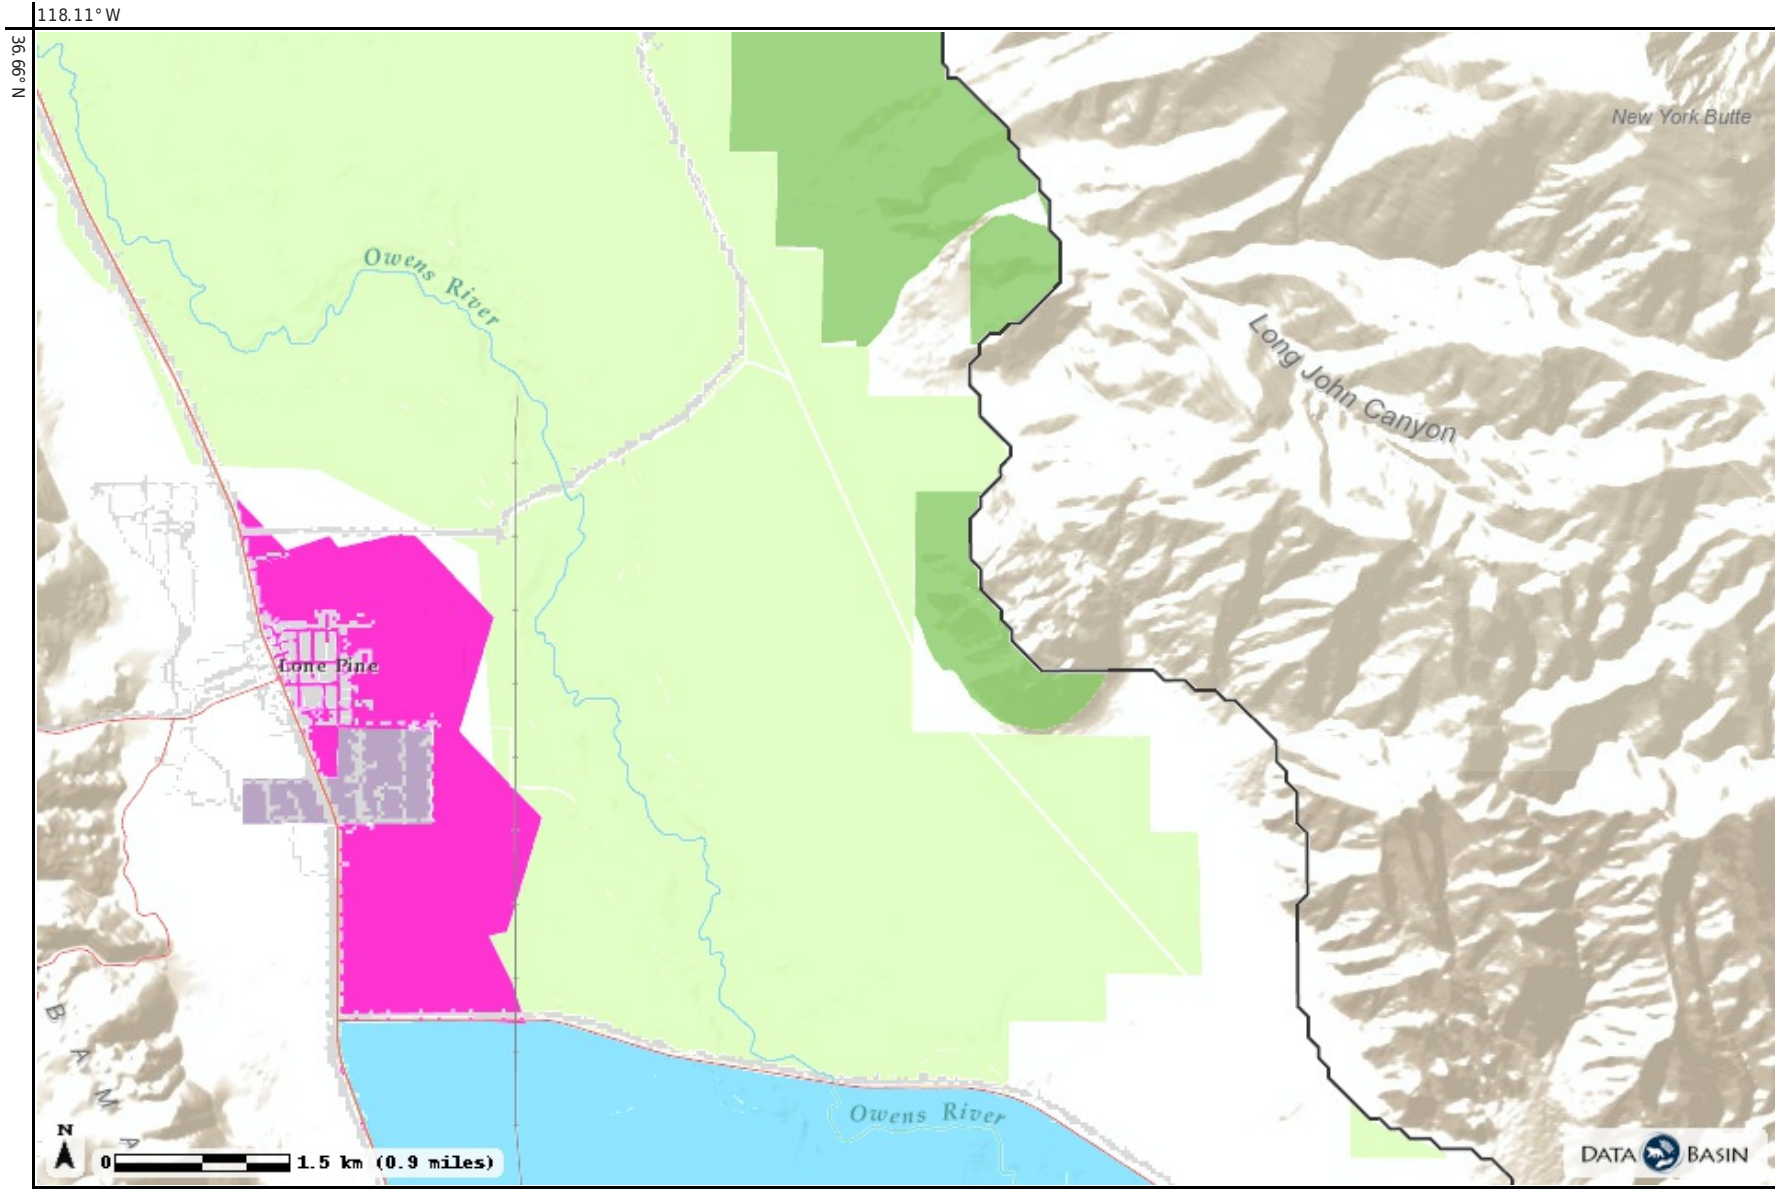 118.11° W
36.66° N
New York Butte
Owens River
Long John Canyon
Lone Pine
B A M A
Owens River
N
0 1.5 km (0.9 miles)
DATA BASIN